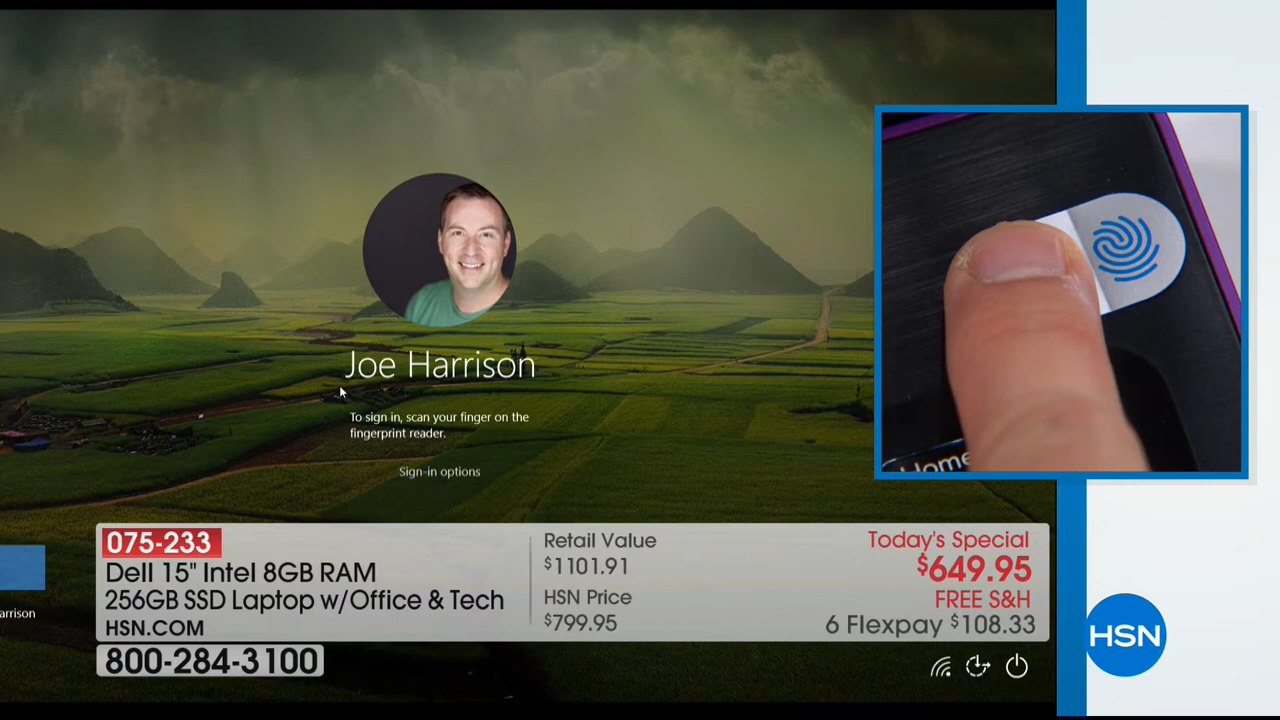 Joe Harrison
To sign in, scan your finger on the
fingerprint reader.
Sign-in options
Home
arrison
075-233
Dell 15" Intel 8GB RAM
256GB SSD Laptop w/Office & Tech
HSN.COM
800-284-3100
Retail Value
$1101.91
HSN Price
$799.95
Today's Special
$649.95
FREE S&H
6 Flexpay $108.33
HSN